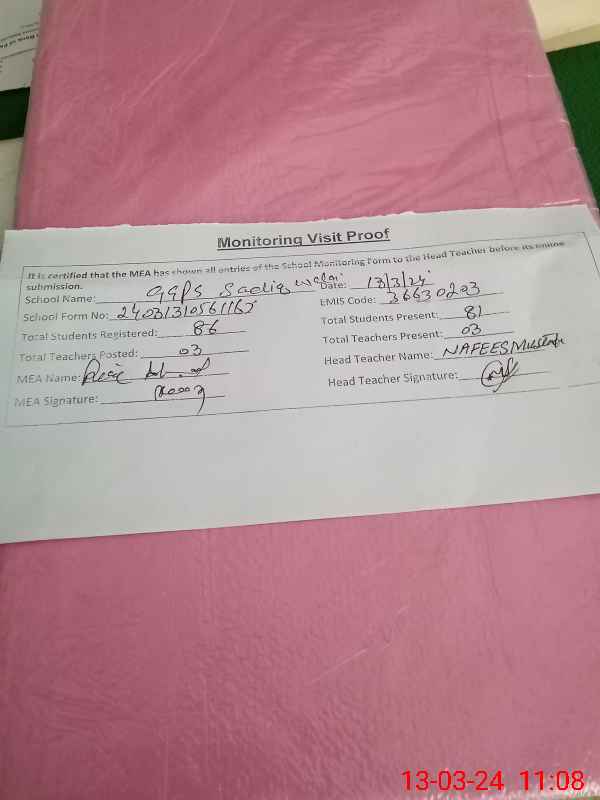 Monitoring Visit Proof
It is certified that the MEA has shown all entries of the School Monitoring Form to the Head Teacher before its online
submission.
School Name: GGPS Sadiq Date: 13/3/24
School Form No: EMIS Code: 36630203
Total Students Registered: 86 Total Students Present: 81
Total Teachers Posted: 03 Total Teachers Present: 03
MEA Name: Head Teacher Name: NAFEES Mustafa
MEA Signature: Head Teacher Signature:
13-03-24 11:08